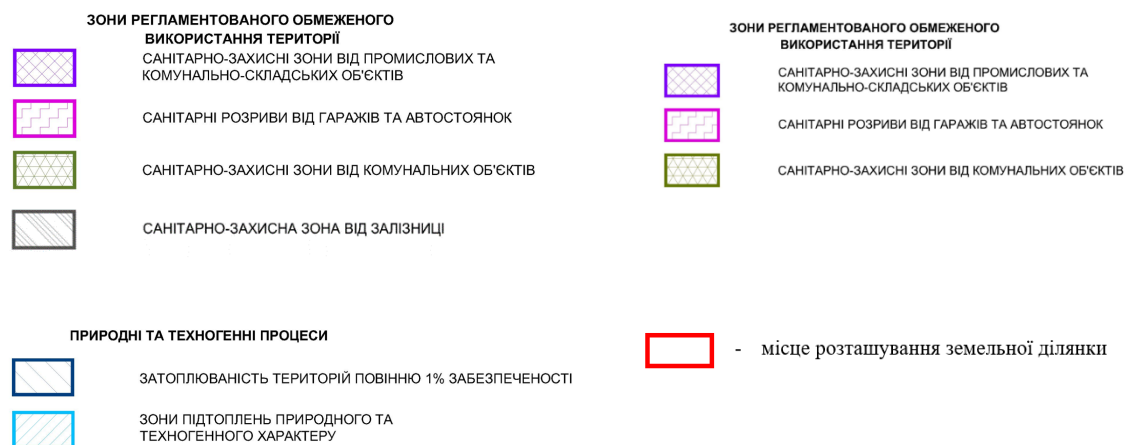 ЗОНИ РЕГЛАМЕНТОВАНОГО ОБМЕЖЕНОГО
ВИКОРИСТАННЯ ТЕРИТОРІЇ
САНІТАРНО-ЗАХИСНІ ЗОНИ ВІД ПРОМИСЛОВИХ ТА
КОМУНАЛЬНО-СКЛАДСЬКИХ ОБ'ЄКТІВ
САНІТАРНІ РОЗРИВИ ВІД ГАРАЖІВ ТА АВТОСТОЯНОК
САНІТАРНО-ЗАХИСНІ ЗОНИ ВІД КОМУНАЛЬНИХ ОБ'ЄКТІВ
САНІТАРНО-ЗАХИСНА ЗОНА ВІД ЗАЛІЗНИЦІ
ПРИРОДНІ ТА ТЕХНОГЕННІ ПРОЦЕСИ
ЗАТОПЛЮВАНІСТЬ ТЕРИТОРІЙ ПОВІННЮ 1% ЗАБЕЗПЕЧЕНОСТІ
ЗОНИ ПІДТОПЛЕНЬ ПРИРОДНОГО ТА
ТЕХНОГЕННОГО ХАРАКТЕРУ
ЗОНИ РЕГЛАМЕНТОВАНОГО ОБМЕЖЕНОГО
ВИКОРИСТАННЯ ТЕРИТОРІЇ
САНІТАРНО-ЗАХИСНІ ЗОНИ ВІД ПРОМИСЛОВИХ ТА
КОМУНАЛЬНО-СКЛАДСЬКИХ ОБ'ЄКТІВ
САНІТАРНІ РОЗРИВИ ВІД ГАРАЖІВ ТА АВТОСТОЯНОК
САНІТАРНО-ЗАХИСНІ ЗОНИ ВІД КОМУНАЛЬНИХ ОБ'ЄКТІВ
- місце розташування земельної ділянки